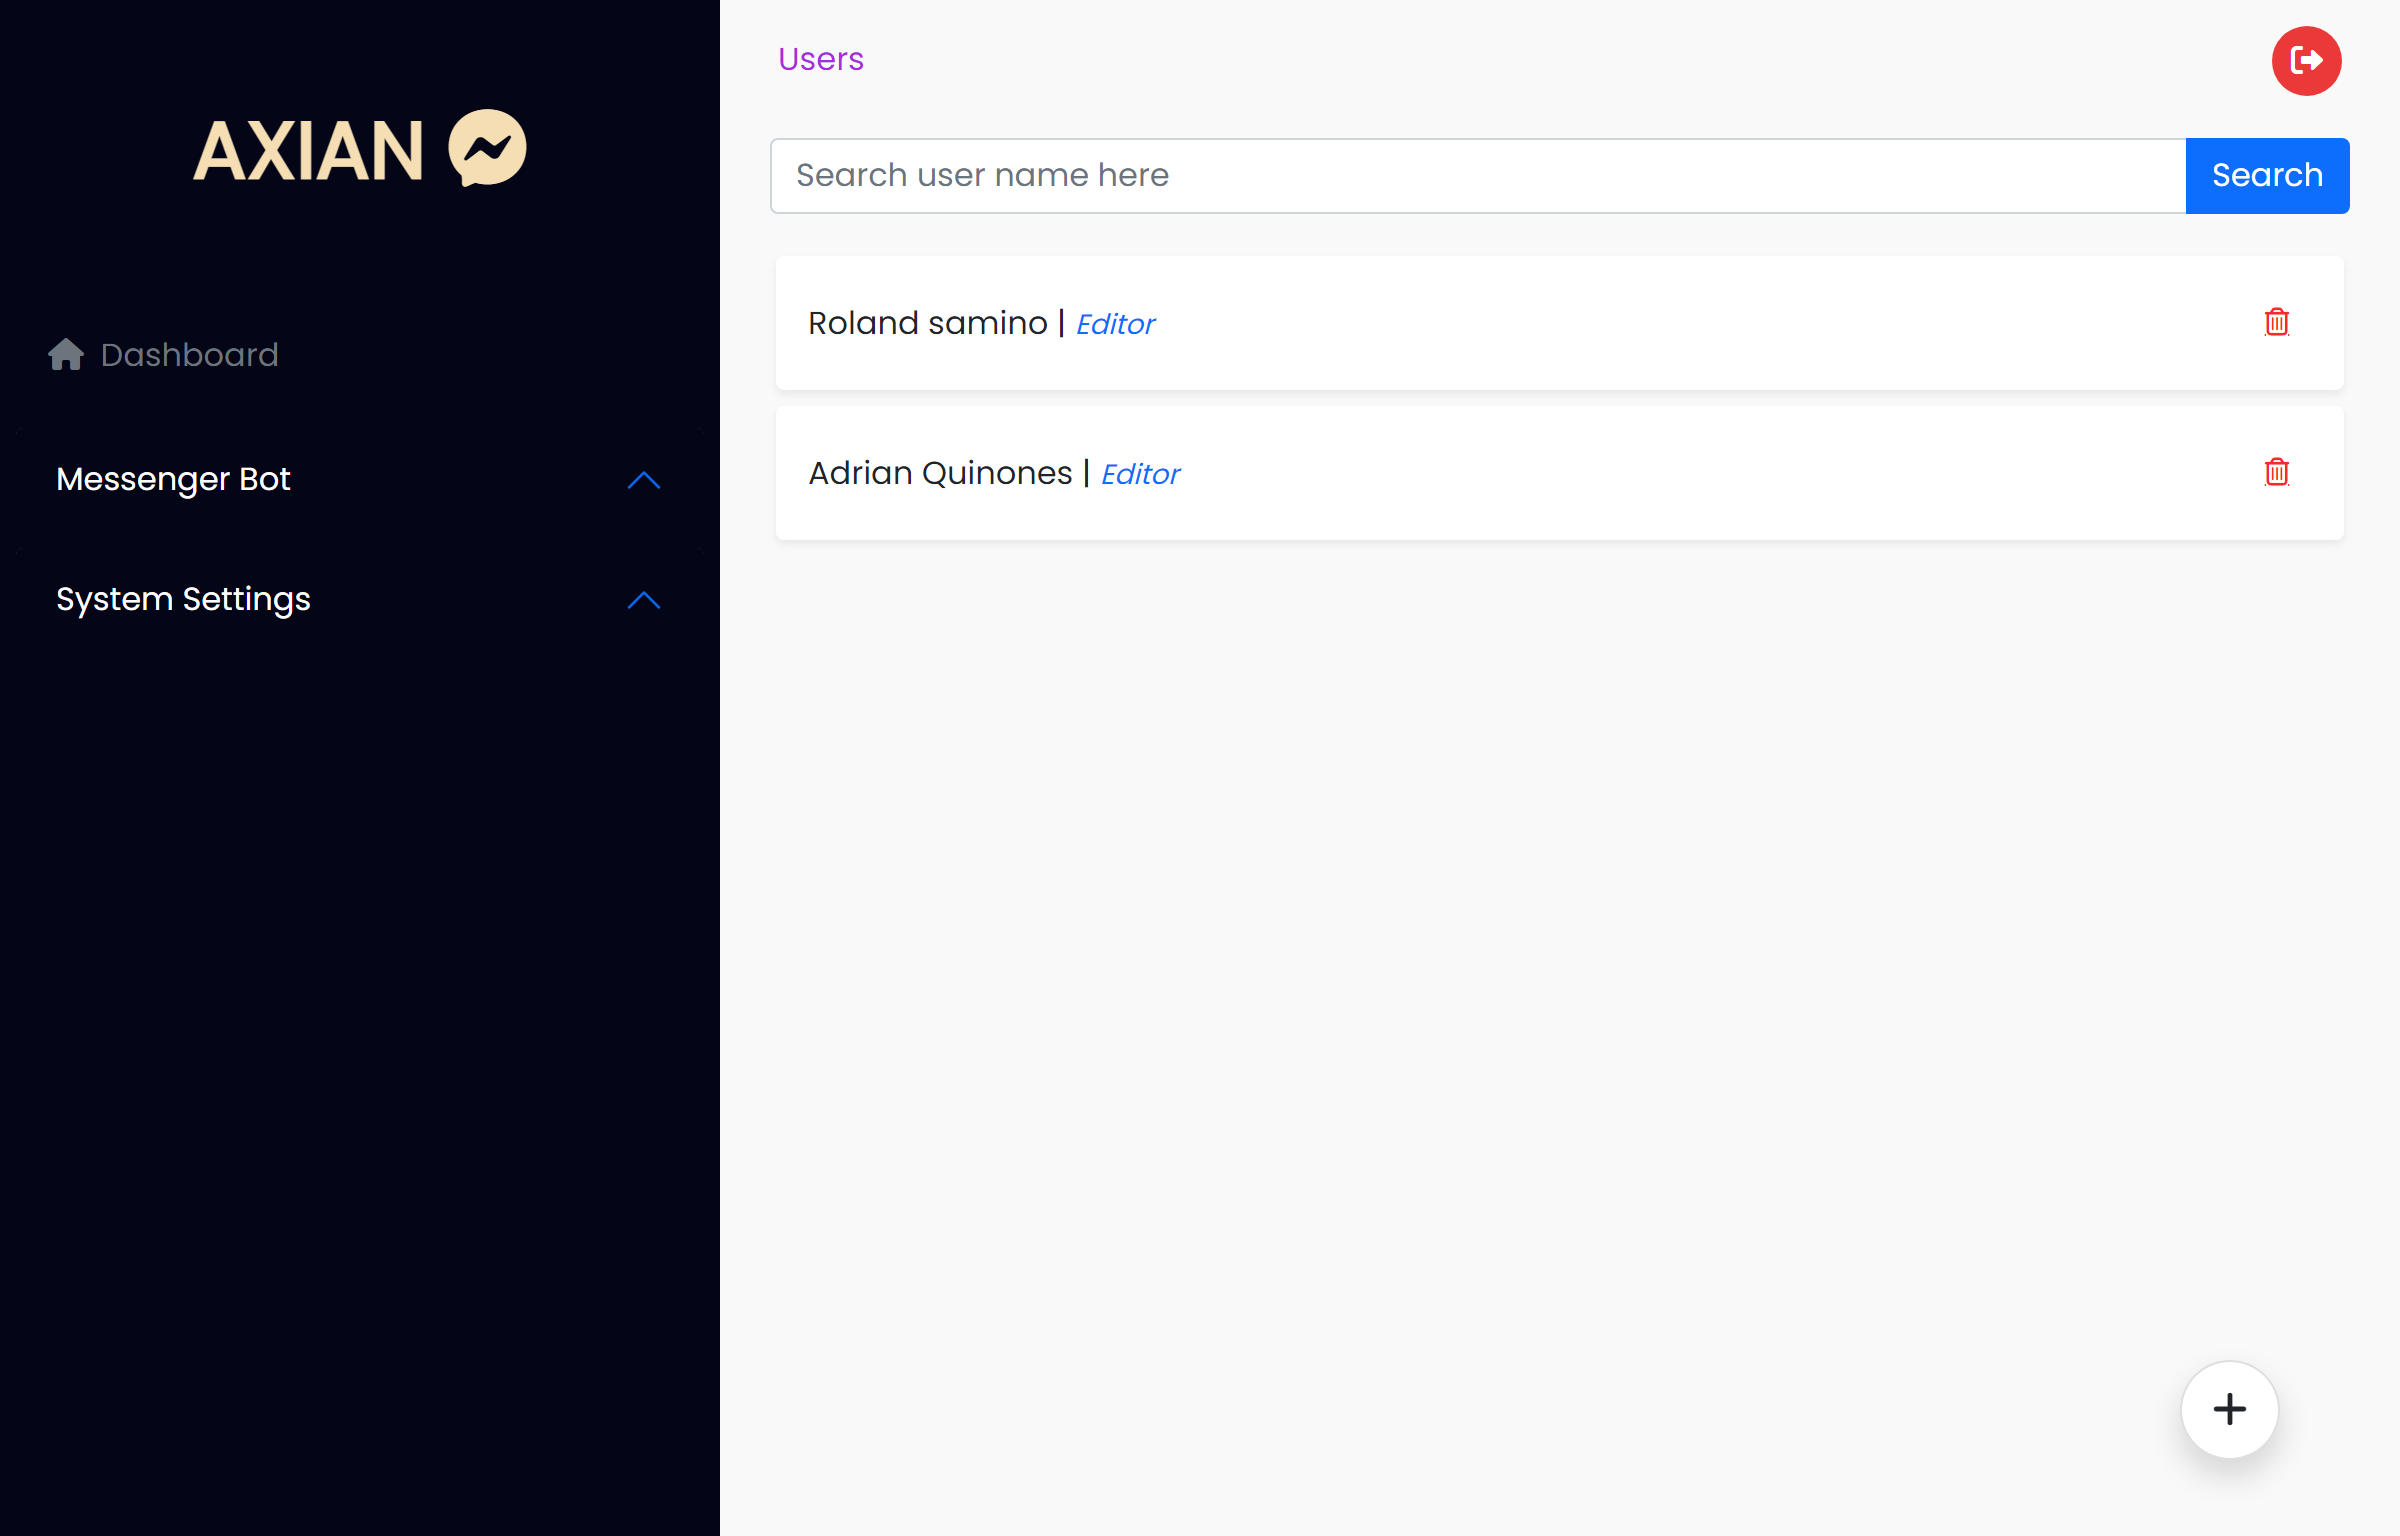 AXIAN
Dashboard
Messenger Bot
System Settings
Users
Search user name here
Search
Roland samino | Editor
Adrian Quinones | Editor